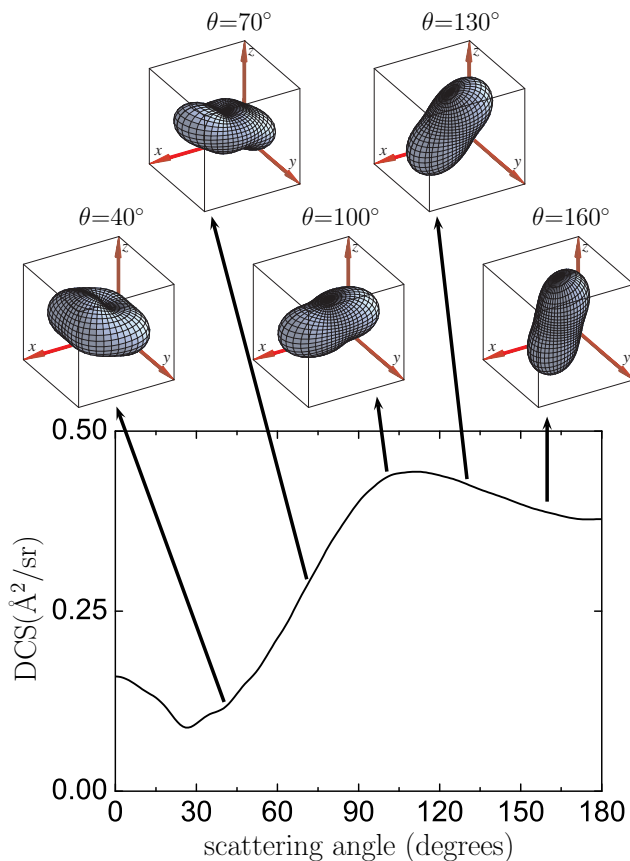 θ=70°
θ=130°
z
x
y
z
x
y
θ=40°
θ=100°
θ=160°
z
x
y
z
x
y
z
x
y
0.50
0.25
0.00
DCS(Å²/sr)
0
30
60
90
120
150
180
scattering angle (degrees)